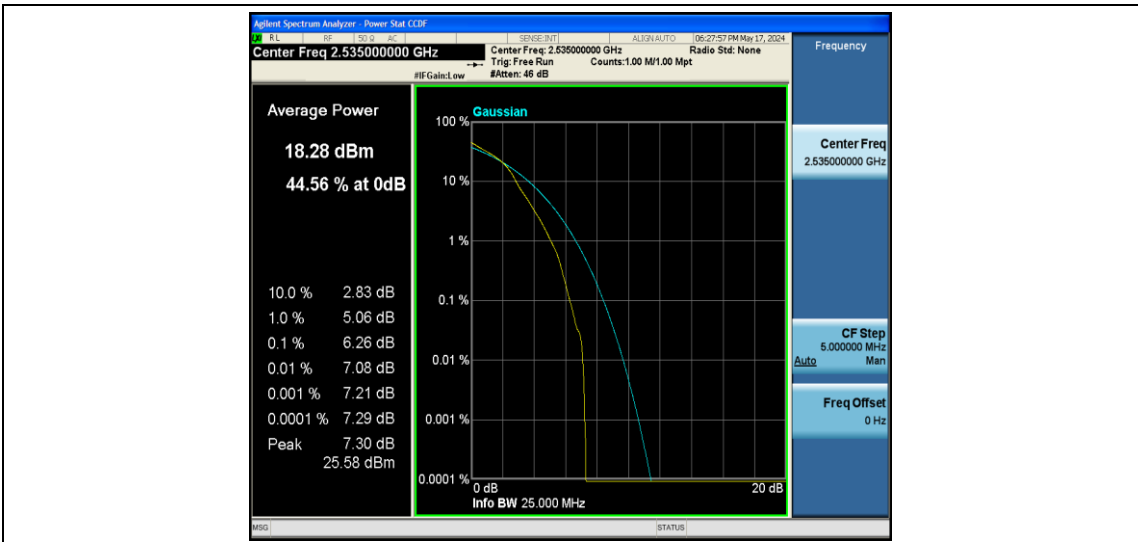 Agilent Spectrum Analyzer - Power Stat CCDF
RL RF 50 Ω AC SENSE:INT ALIGN AUTO 06:27:57 PM May 17, 2024
Center Freq 2.535000000 GHz
Center Freq: 2.535000000 GHz Radio Std: None
Trig: Free Run Counts:1.00 M/1.00 Mpt
#IFGain:Low #Atten: 46 dB
Frequency
Average Power
18.28 dBm
44.56 % at 0dB
10.0 % 2.83 dB
1.0 % 5.06 dB
0.1 % 6.26 dB
0.01 % 7.08 dB
0.001 % 7.21 dB
0.0001 % 7.29 dB
Peak 7.30 dB
25.58 dBm
Gaussian
100 %
10 %
1 %
0.1 %
0.01 %
0.001 %
0.0001 %
0 dB 20 dB
Info BW 25.000 MHz
Center Freq
2.535000000 GHz
CF Step
5.000000 MHz
Auto Man
Freq Offset
0 Hz
MSG STATUS